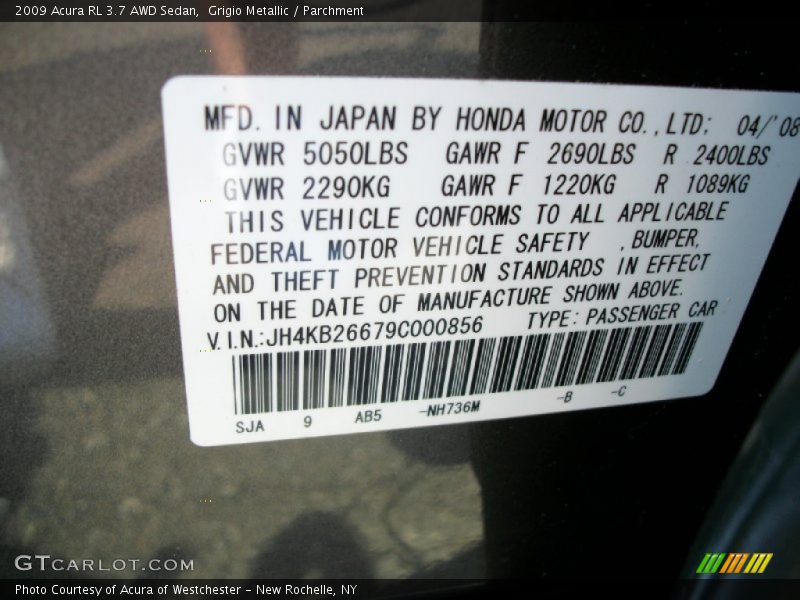 2009 Acura RL 3.7 AWD Sedan, Grigio Metallic / Parchment
MFD. IN JAPAN BY HONDA MOTOR CO., LTD; 04/'08
GVWR 5050LBS GAWR F 2690LBS R 2400LBS
GVWR 2290KG GAWR F 1220KG R 1089KG
THIS VEHICLE CONFORMS TO ALL APPLICABLE
FEDERAL MOTOR VEHICLE SAFETY , BUMPER,
AND THEFT PREVENTION STANDARDS IN EFFECT
ON THE DATE OF MANUFACTURE SHOWN ABOVE.
V.I.N.:JH4KB26679C000856 TYPE: PASSENGER CAR
SJA 9 AB5 -NH736M -B -C
GTCARLOT.COM
Photo Courtesy of Acura of Westchester - New Rochelle, NY